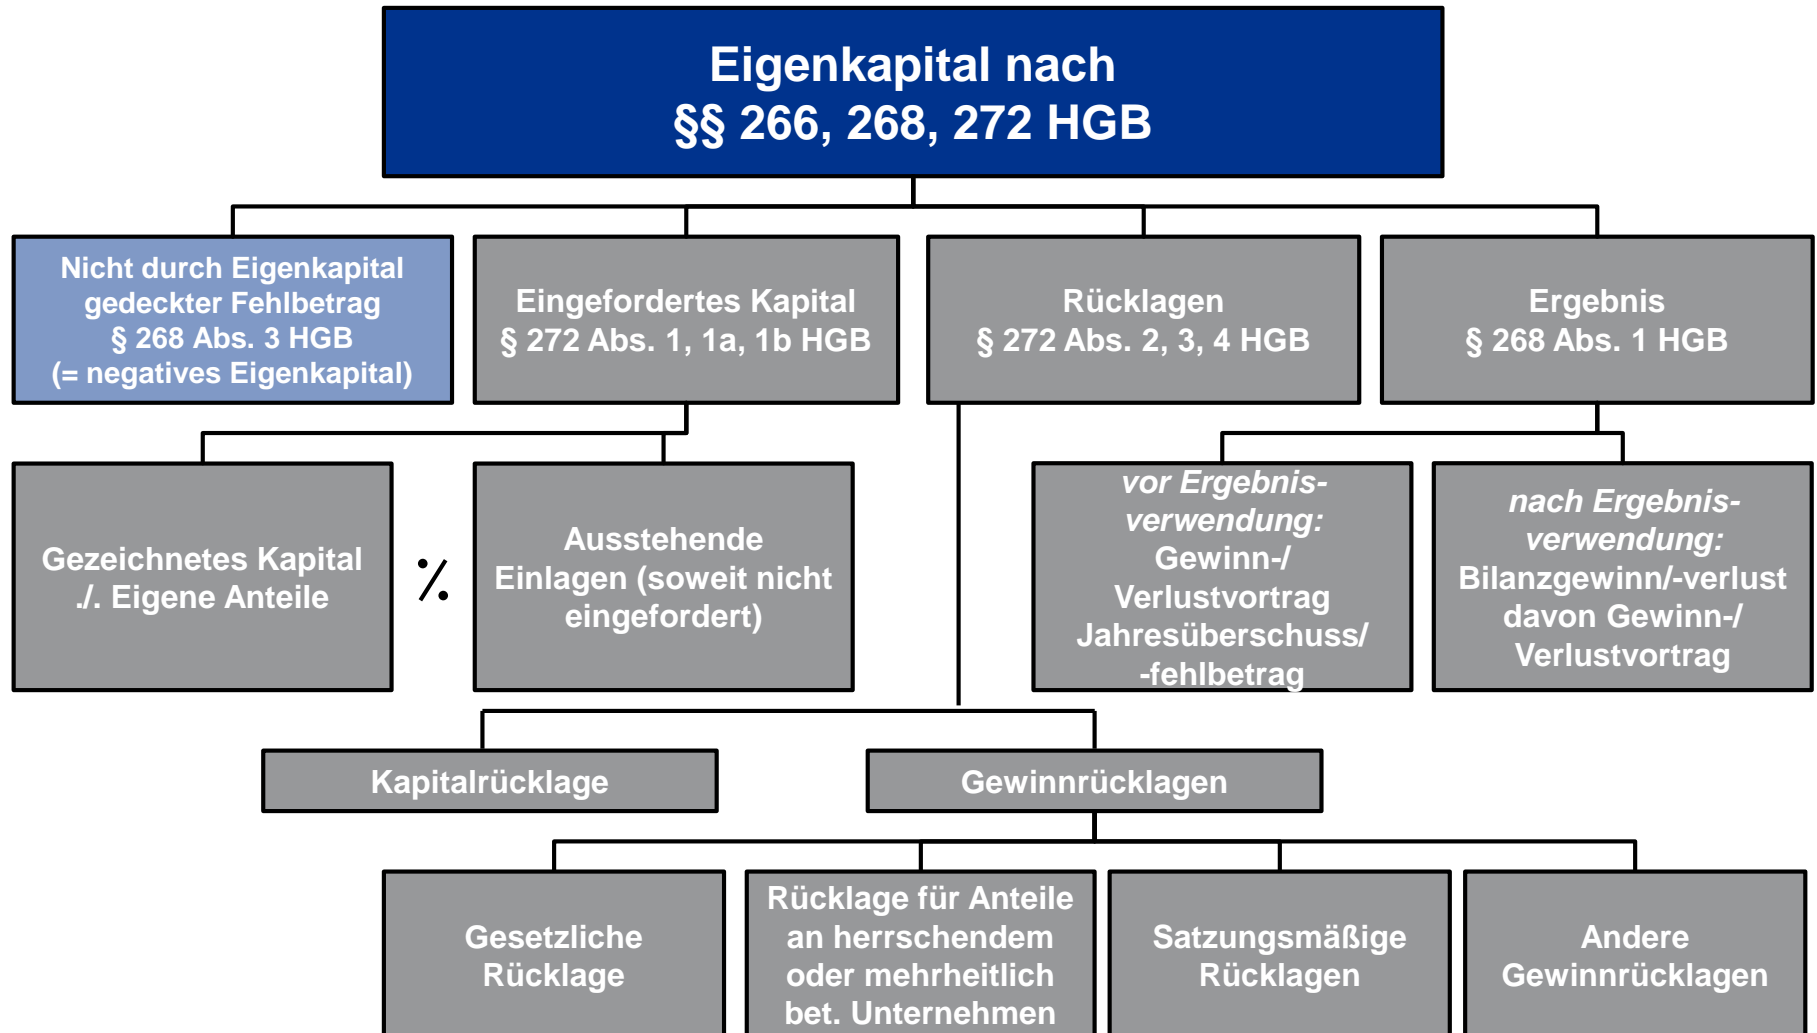 Eigenkapital nach
§§ 266, 268, 272 HGB
Nicht durch Eigenkapital
gedeckter Fehlbetrag
§ 268 Abs. 3 HGB
(= negatives Eigenkapital)
Eingefordertes Kapital
§ 272 Abs. 1, 1a, 1b HGB
Rücklagen
§ 272 Abs. 2, 3, 4 HGB
Ergebnis
§ 268 Abs. 1 HGB
Gezeichnetes Kapital
./. Eigene Anteile
⁒
Ausstehende
Einlagen (soweit nicht
eingefordert)
vor Ergebnis-
verwendung:
Gewinn-/
Verlustvortrag
Jahresüberschuss/
-fehlbetrag
nach Ergebnis-
verwendung:
Bilanzgewinn/-verlust
davon Gewinn-/
Verlustvortrag
Kapitalrücklage
Gewinnrücklagen
Gesetzliche
Rücklage
Rücklage für Anteile
an herrschendem
oder mehrheitlich
bet. Unternehmen
Satzungsmäßige
Rücklagen
Andere
Gewinnrücklagen